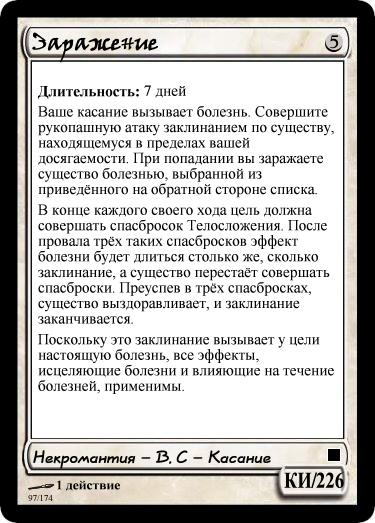 Заражение 5
Длительность: 7 дней
Ваше касание вызывает болезнь. Совершите
рукопашную атаку заклинанием по существу,
находящемуся в пределах вашей
досягаемости. При попадании вы заражаете
существо болезнью, выбранной из
приведённого на обратной стороне списка.
В конце каждого своего хода цель должна
совершать спасбросок Телосложения. После
провала трёх таких спасбросков эффект
болезни будет длиться столько же, сколько
заклинание, а существо перестаёт совершать
спасброски. Преуспев в трёх спасбросках,
существо выздоравливает, и заклинание
заканчивается.
Поскольку это заклинание вызывает у цели
настоящую болезнь, все эффекты,
исцеляющие болезни и влияющие на течение
болезней, применимы.
Некромантия – В, С – Касание
1 действие
КИ/226
97/174